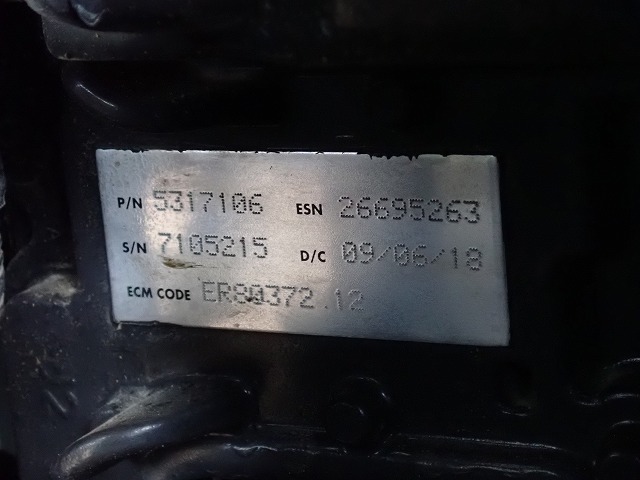 P/N 5317106 ESN 26695263
S/N 7105215 D/C 09/06/18
ECM CODE ER80372.12